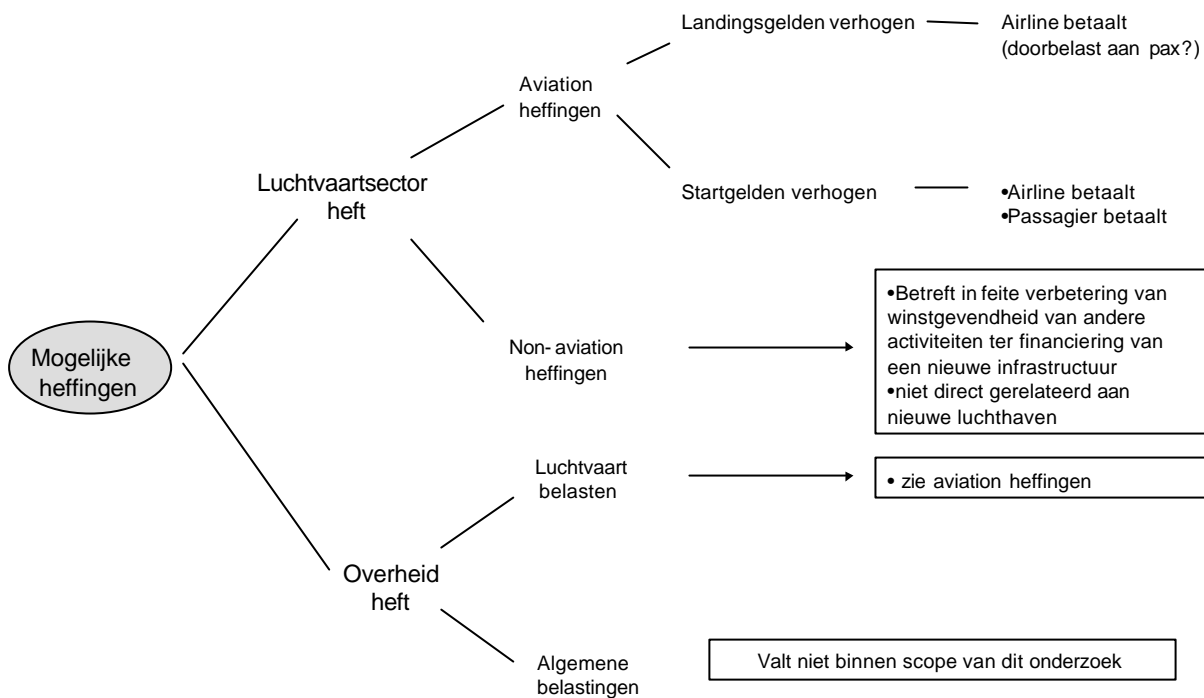 Landingsgelden verhogen
Airline betaalt
(doorbelast aan pax?)
Aviation
heffingen
Luchtvaartsector
heft
Startgelden verhogen
•Airline betaalt
•Passagier betaalt
Mogelijke
heffingen
Non- aviation
heffingen
•Betreft in feite verbetering van
winstgevendheid van andere
activiteiten ter financiering van
een nieuwe infrastructuur
•niet direct gerelateerd aan
nieuwe luchthaven
Luchtvaart
belasten
• zie aviation heffingen
Overheid
heft
Algemene
belastingen
Valt niet binnen scope van dit onderzoek